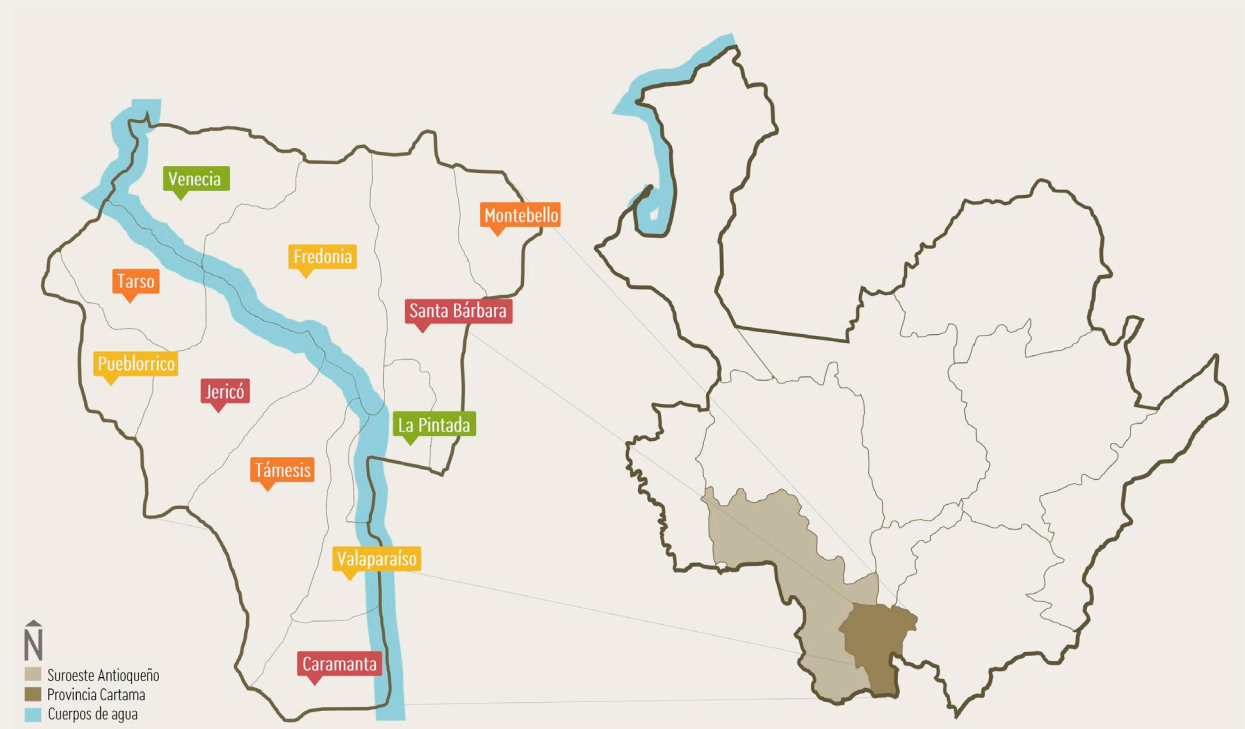 Venecia
Montebello
Fredonia
Tarso
Santa Bárbara
Pueblorrico
Jericó
La Pintada
Támesis
Valaparaíso
Caramanta
N
Suroeste Antioqueño
Provincia Cartama
Cuerpos de agua